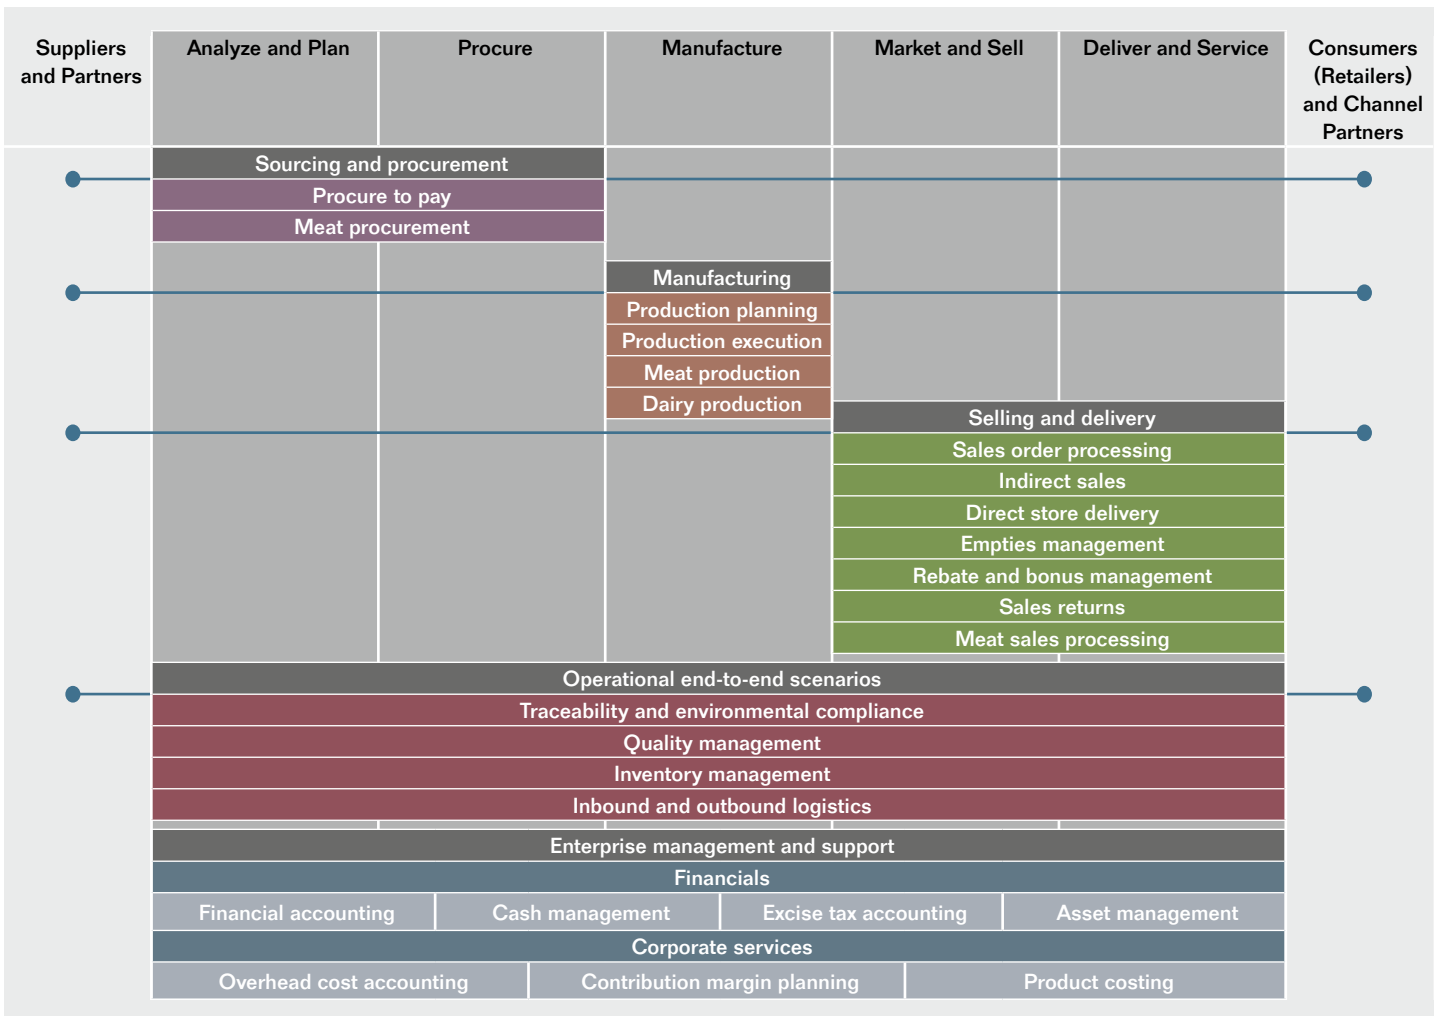 Suppliers
and Partners
Analyze and Plan
Procure
Manufacture
Market and Sell
Deliver and Service
Consumers
(Retailers)
and Channel
Partners
Sourcing and procurement
Procure to pay
Meat procurement
Manufacturing
Production planning
Production execution
Meat production
Dairy production
Selling and delivery
Sales order processing
Indirect sales
Direct store delivery
Empties management
Rebate and bonus management
Sales returns
Meat sales processing
Operational end-to-end scenarios
Traceability and environmental compliance
Quality management
Inventory management
Inbound and outbound logistics
Enterprise management and support
Financials
Financial accounting
Cash management
Excise tax accounting
Asset management
Corporate services
Overhead cost accounting
Contribution margin planning
Product costing